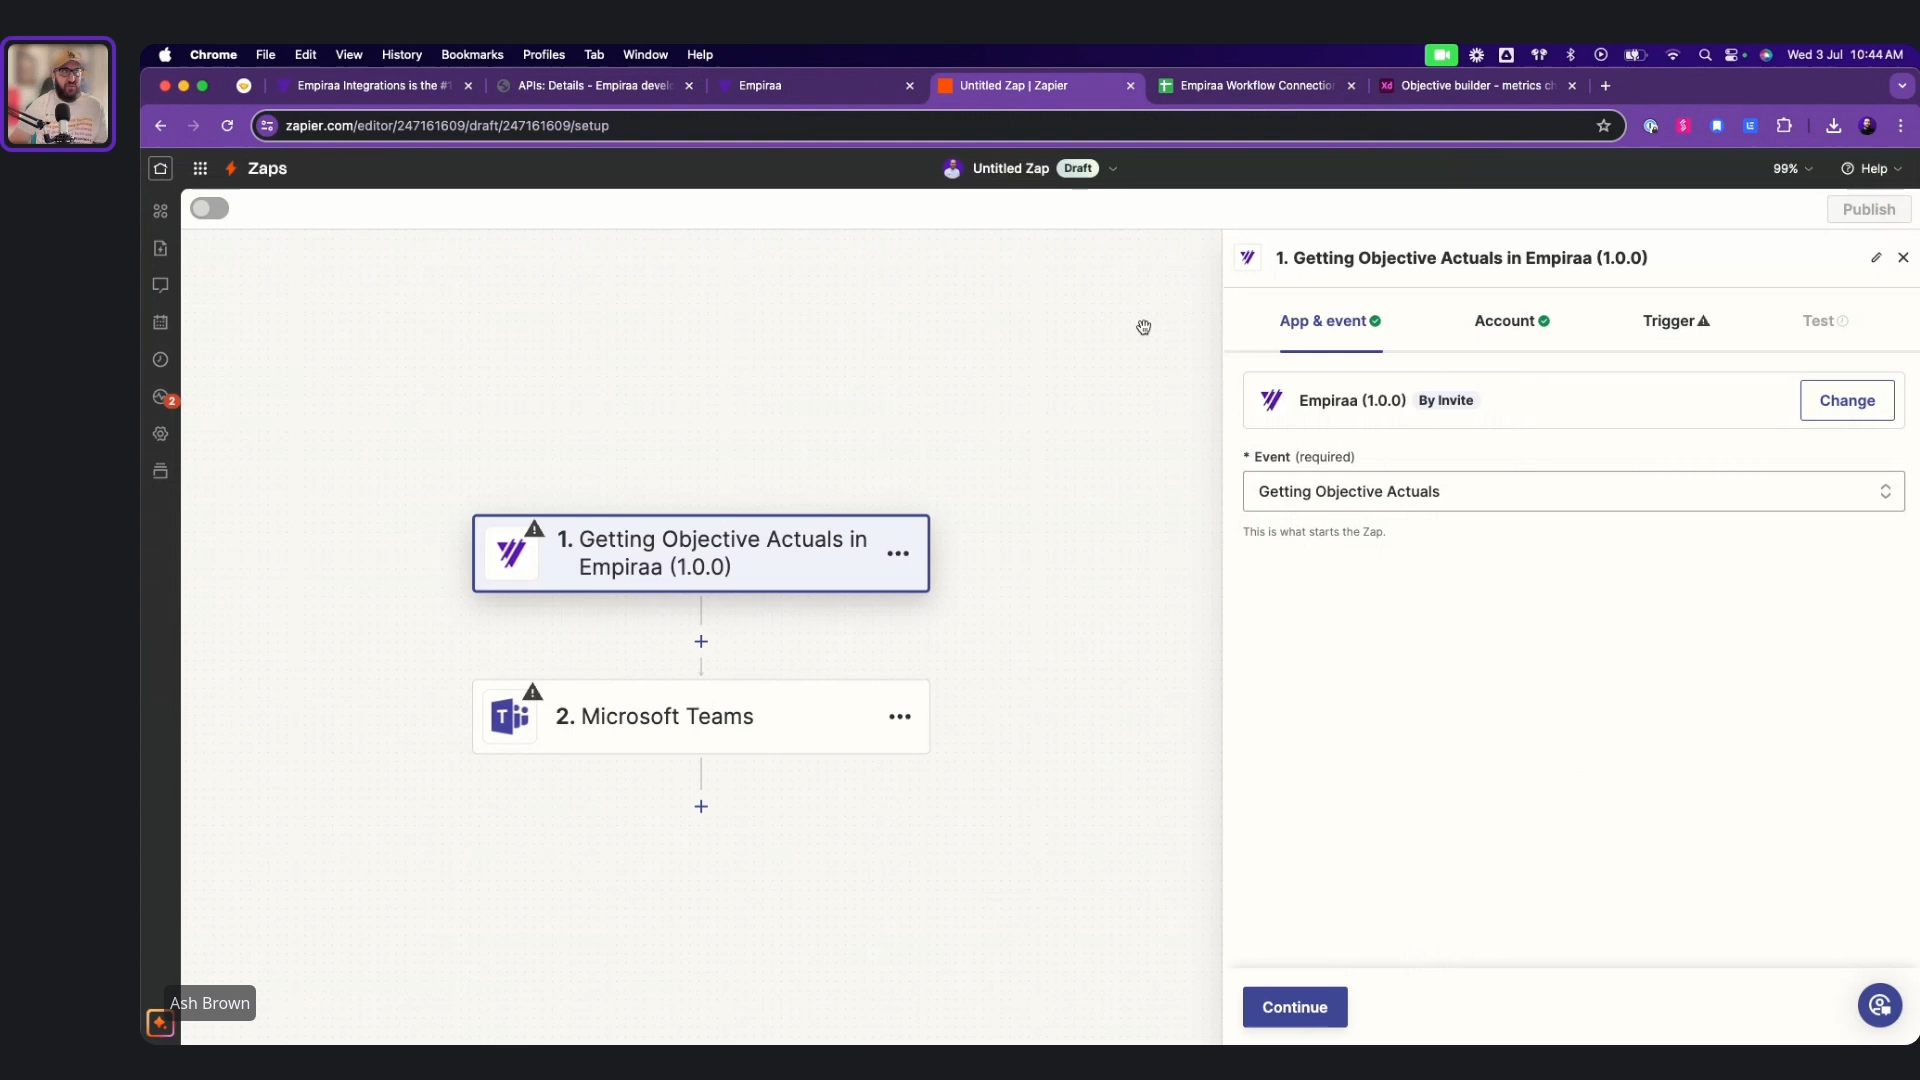 Chrome File Edit View History Bookmarks Profiles Tab Window Help Wed 3 Jul 10:44 AM
Empiraa Integrations is the #1 APIs: Details - Empiraa devel Empiraa Untitled Zap | Zapier Empiraa Workflow Connection Xd Objective builder - metrics ch
zapier.com/editor/247161609/draft/247161609/setup
Zaps Untitled Zap Draft 99% Help
Publish
1. Getting Objective Actuals in Empiraa (1.0.0)
App & event Account Trigger Test
Empiraa (1.0.0) By Invite Change
* Event (required)
Getting Objective Actuals
This is what starts the Zap.
1. Getting Objective Actuals in
Empiraa (1.0.0)
T 2. Microsoft Teams
2
Continue
Ash Brown